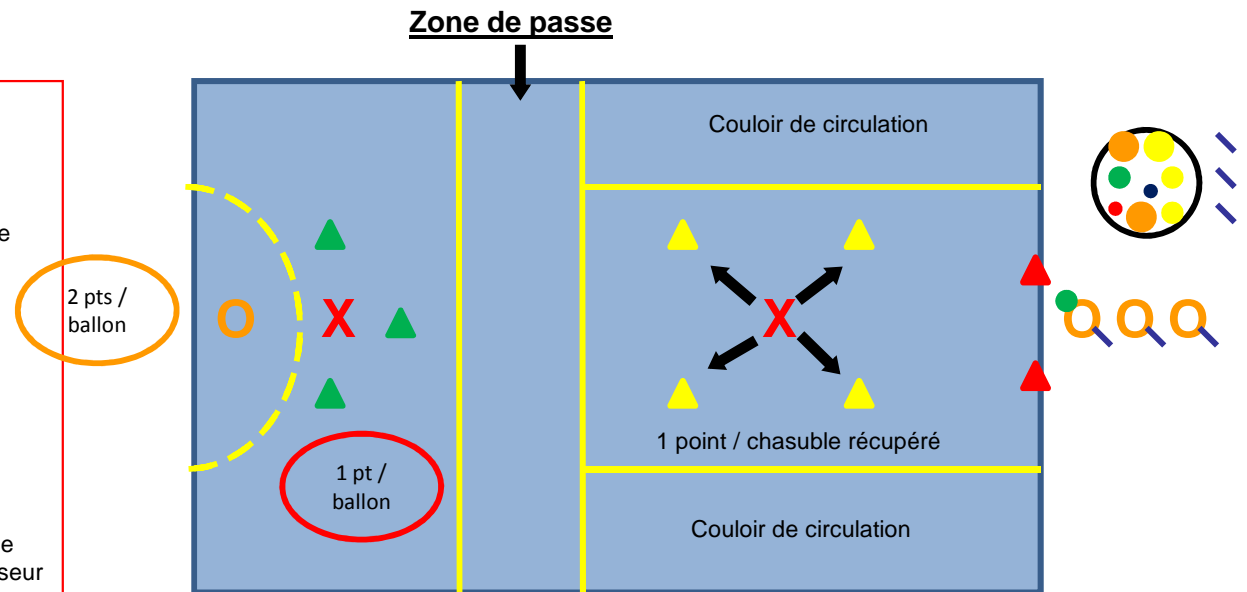 Zone de passe
Couloir de circulation
e
2 pts /
ballon
O
X
X
O O O
1 point / chasuble récupéré
1 pt /
ballon
Couloir de circulation
e
seur